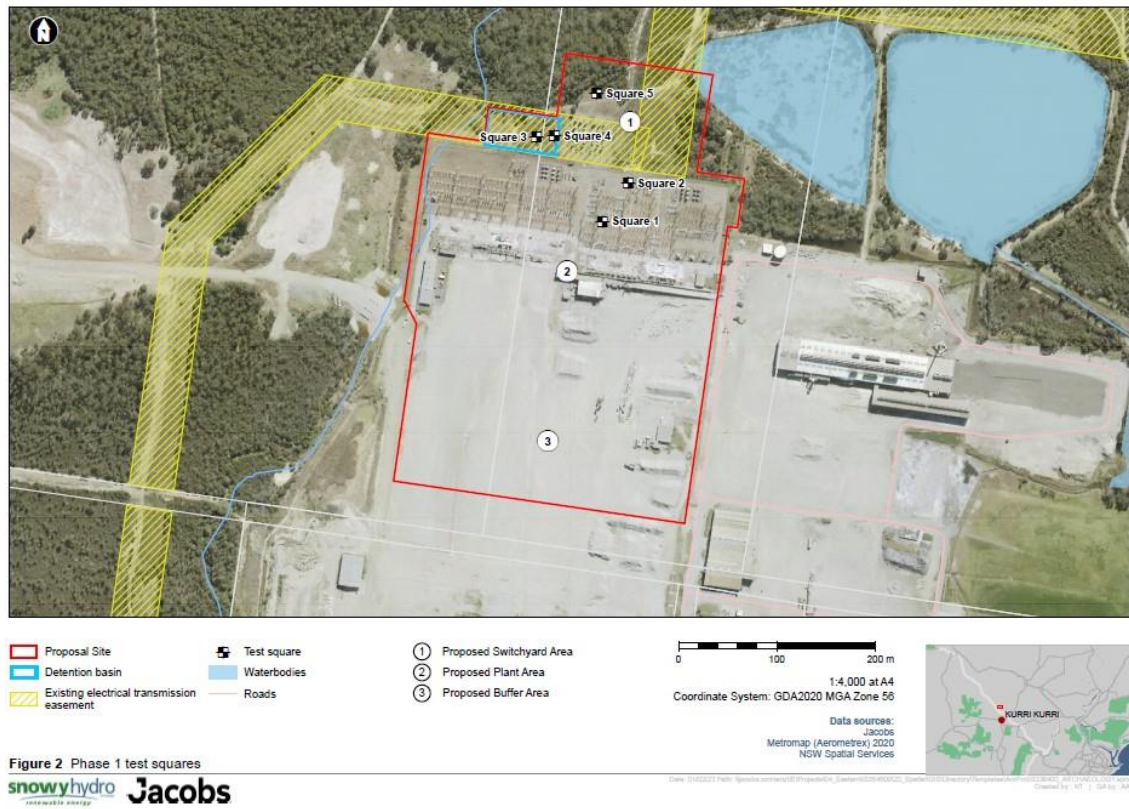 N
Square 5
1
Square 3
Square 4
Square 2
Square 1
2
3
Proposal Site
Detention basin
Existing electrical transmission
easement
Test square
Waterbodies
Roads
1 Proposed Switchyard Area
2 Proposed Plant Area
3 Proposed Buffer Area
0 200 m
1:4,000 at A4
Coordinate System: GDA2020 MGA Zone 56
Data sources:
Jacobs
Metromap (Aerometrex) 2020
NSW Spatial Services
KURRI KURRI
Figure 2 Phase 1 test squares
snowyhydro
renewable energy
Jacobs